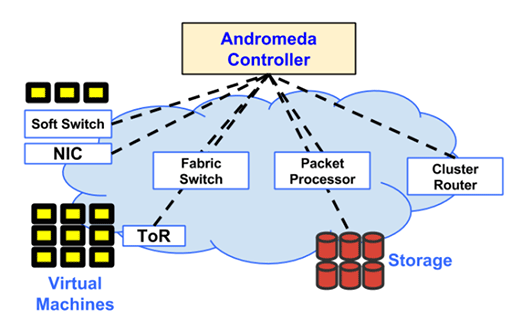 Andromeda
Controller
Soft Switch
NIC
Fabric
Switch
Packet
Processor
Cluster
Router
ToR
Storage
Virtual
Machines